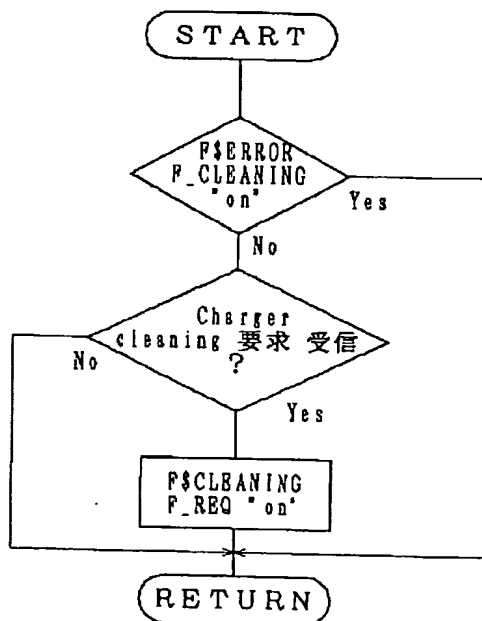 START
F$ERROR
F_CLEANING
"on"
Yes
No
Charger
cleaning 要求 受信
?
No
Yes
F$CLEANING
F_REQ "on"
RETURN